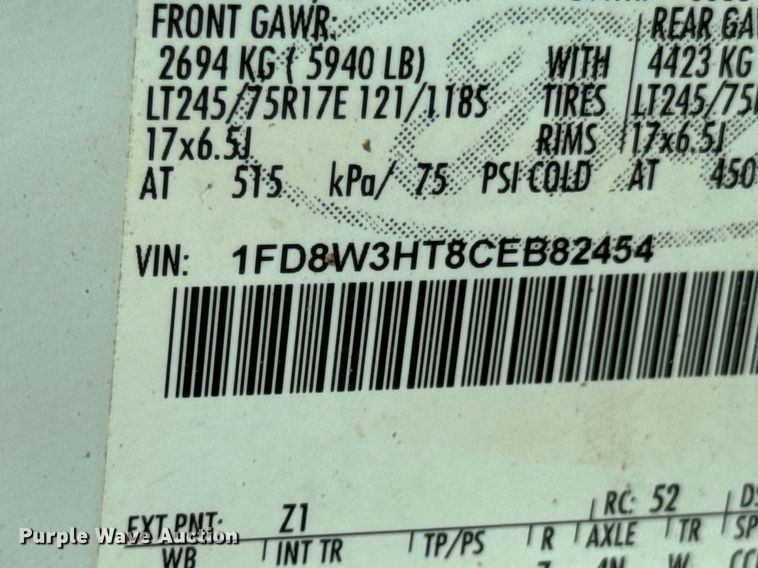 FRONT GAWR: REAR GA
2694 KG ( 5940 LB) WITH 4423 KG
LT245/75R17E 121/118S TIRES LT245/75
17x6.5J RIMS 17x6.5J
AT 515 kPa/ 75 PSI COLD AT 450
VIN: 1FD8W3HT8CEB82454
EXT PNT: Z1 RC: 52
WB INT TR TP/PS R AXLE TR SP
Purple Wave Auction